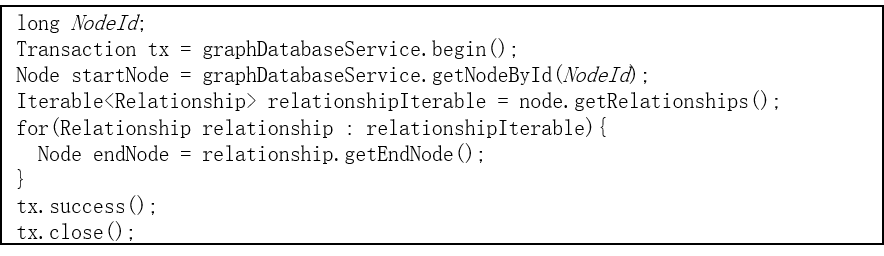 long NodeId;
Transaction tx = graphDatabaseService.begin();
Node startNode = graphDatabaseService.getNodeById(NodeId);
Iterable<Relationship> relationshipIterable = node.getRelationships();
for(Relationship relationship : relationshipIterable){
  Node endNode = relationship.getEndNode();
}
tx.success();
tx.close();